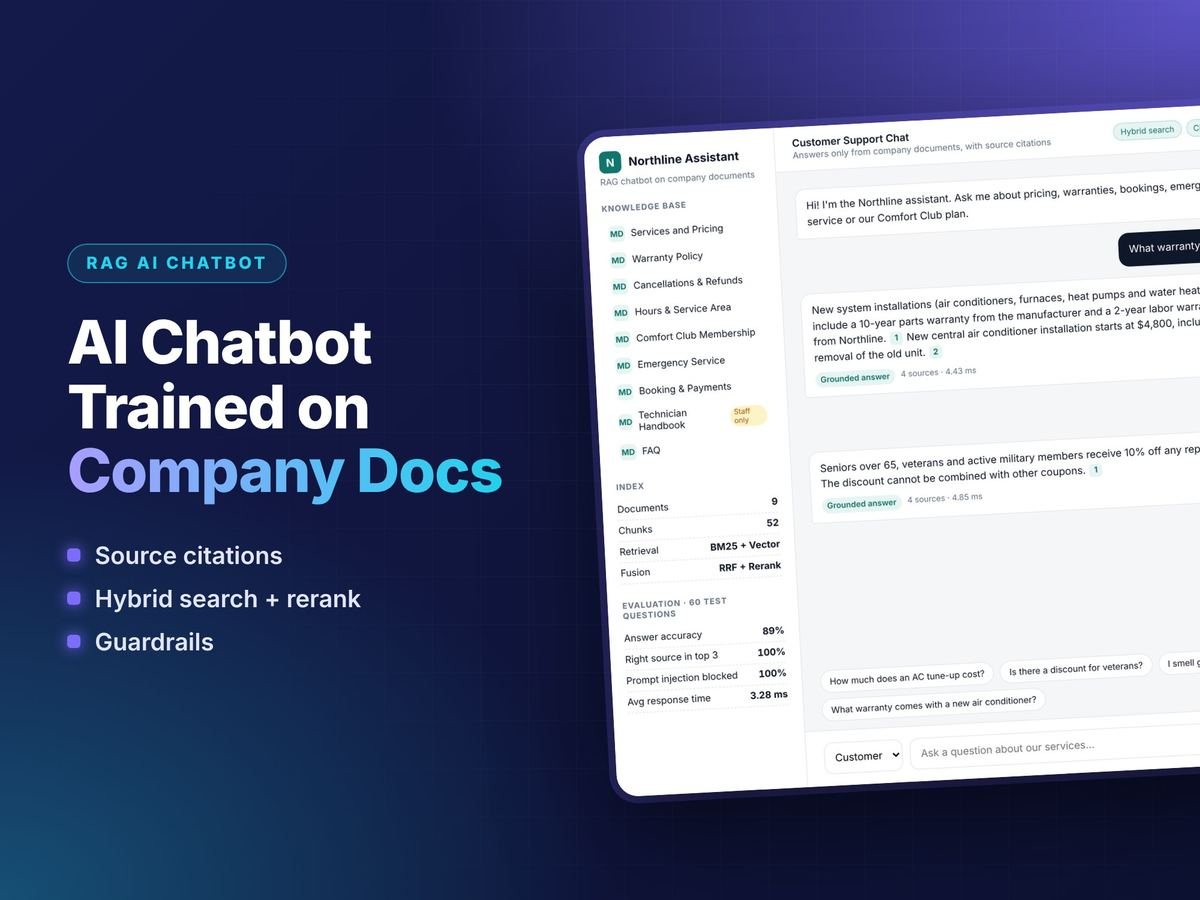 RAG AI CHATBOT
AI Chatbot
Trained on
Company Docs
Source citations
Hybrid search + rerank
Guardrails
N
Northline Assistant
RAG chatbot on company documents
KNOWLEDGE BASE
MD Services and Pricing
MD Warranty Policy
MD Cancellations & Refunds
MD Hours & Service Area
MD Comfort Club Membership
MD Emergency Service
MD Booking & Payments
MD Technician
Handbook
Staff
only
MD FAQ
INDEX
Documents 9
Chunks 52
Retrieval BM25 + Vector
Fusion RRF + Rerank
EVALUATION · 60 TEST
QUESTIONS
Answer accuracy 89%
Right source in top 3 100%
Prompt injection blocked 100%
Avg response time 3.28 ms
Customer Support Chat
Answers only from company documents, with source citations
Hybrid search
Hi! I'm the Northline assistant. Ask me about pricing, warranties, bookings, emerg
service or our Comfort Club plan.
What warranty
New system installations (air conditioners, furnaces, heat pumps and water heat
include a 10-year parts warranty from the manufacturer and a 2-year labor warra
from Northline. 1 New central air conditioner installation starts at $4,800, inclu
removal of the old unit. 2
Grounded answer 4 sources · 4.43 ms
Seniors over 65, veterans and active military members receive 10% off any rep
The discount cannot be combined with other coupons. 1
Grounded answer 4 sources · 4.85 ms
How much does an AC tune-up cost?
Is there a discount for veterans?
I smell g
What warranty comes with a new air conditioner?
Customer
Ask a question about our services...